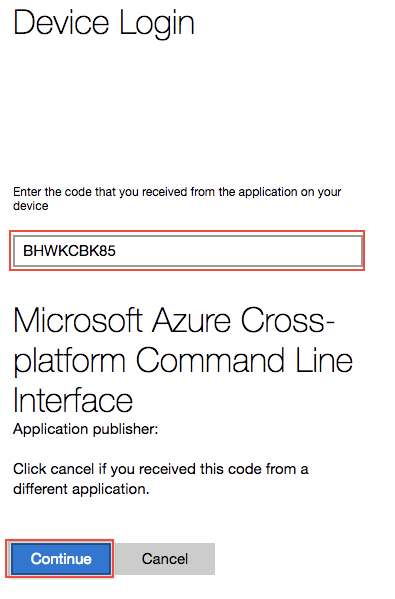 Device Login
Enter the code that you received from the application on your
device
BHWKCBK85
Microsoft Azure Cross-
platform Command Line
Interface
Application publisher:
Click cancel if you received this code from a
different application.
Continue
Cancel